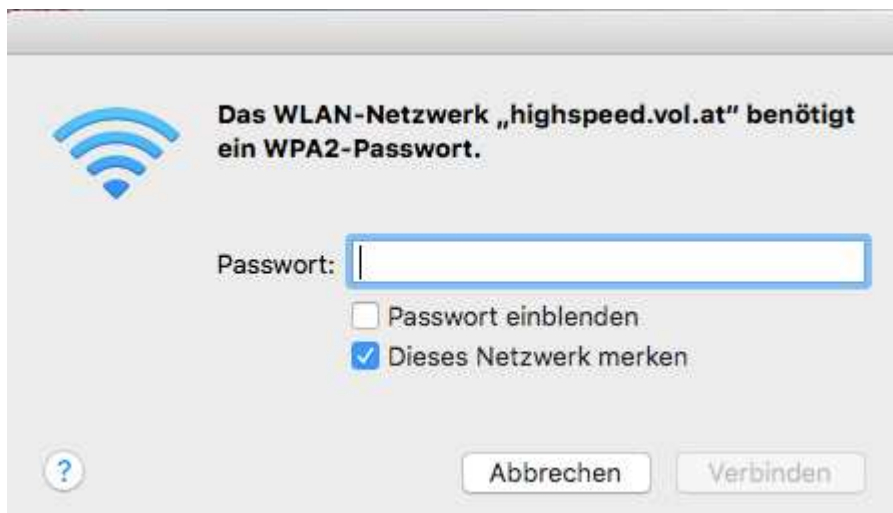 Das WLAN-Netzwerk „highspeed.vol.at“ benötigt
ein WPA2-Passwort.
Passwort:
Passwort einblenden
Dieses Netzwerk merken
?
Abbrechen
Verbinden